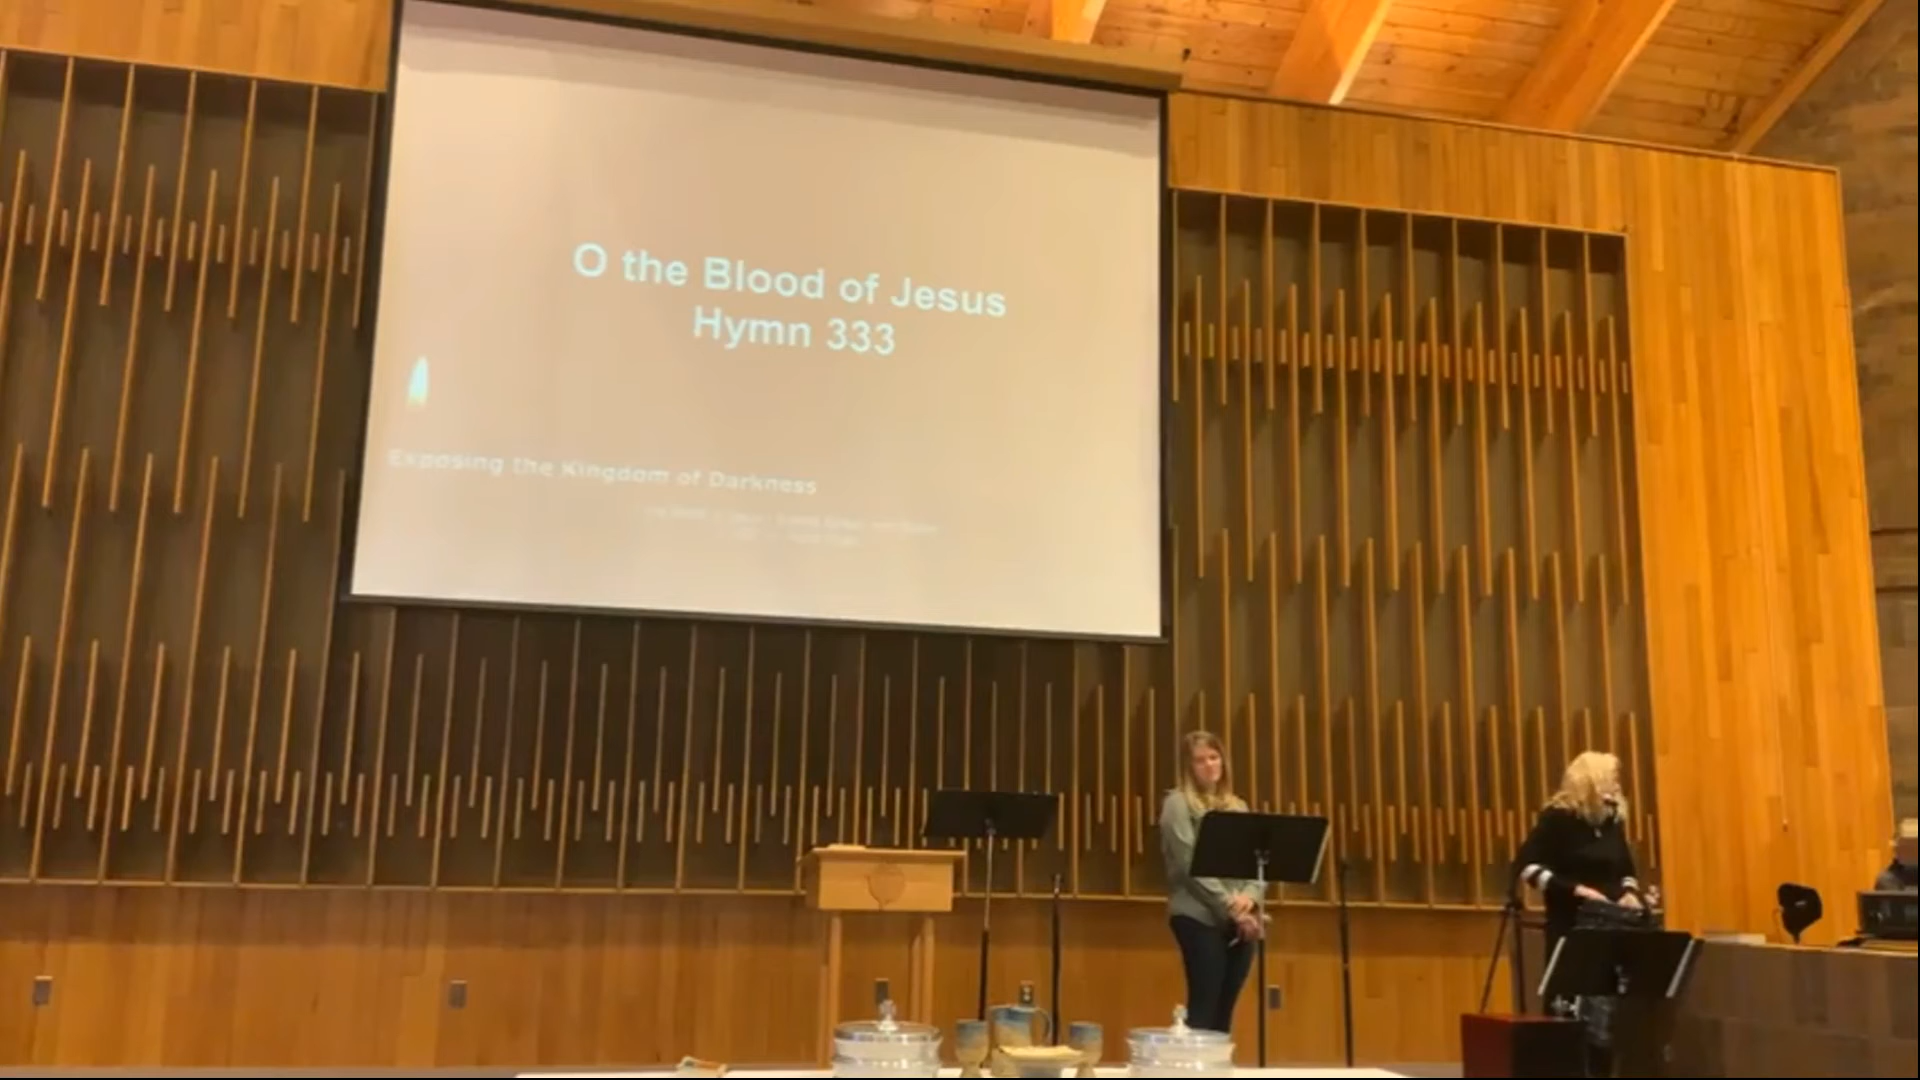 O the Blood of Jesus
Hymn 333
Exposing the Kingdom of Darkness